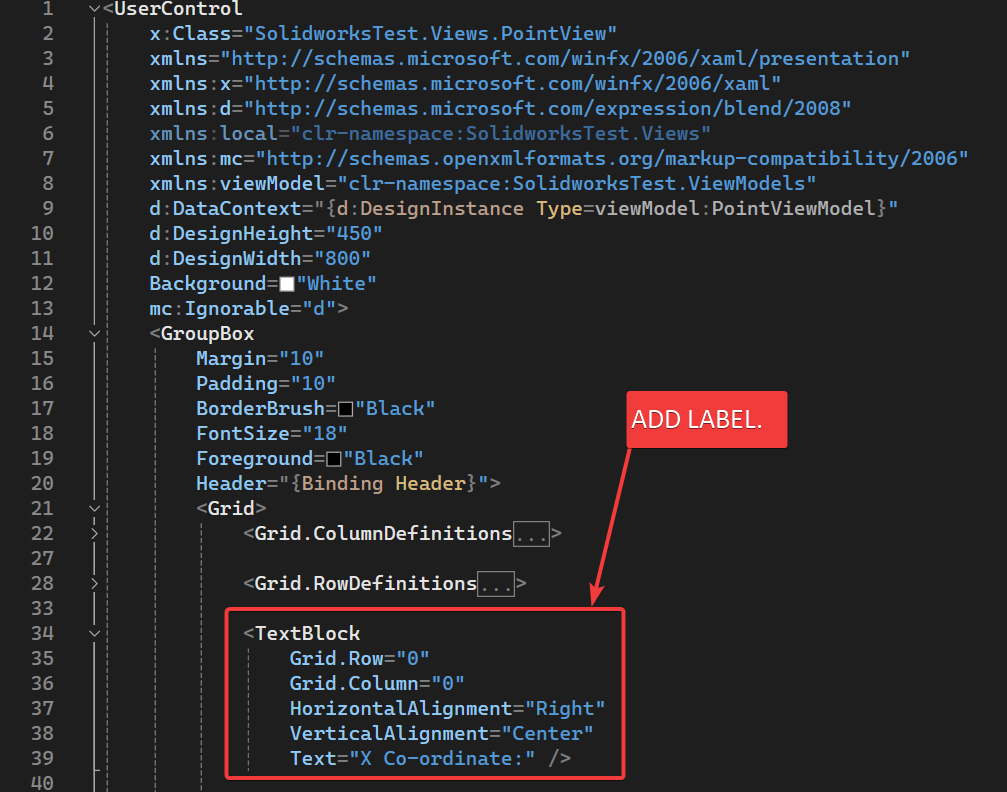 1 <UserControl
2 x:Class="SolidworksTest.Views.PointView"
3 xmlns="http://schemas.microsoft.com/winfx/2006/xaml/presentation"
4 xmlns:x="http://schemas.microsoft.com/winfx/2006/xaml"
5 xmlns:d="http://schemas.microsoft.com/expression/blend/2008"
6 xmlns:local="clr-namespace:SolidworksTest.Views"
7 xmlns:mc="http://schemas.openxmlformats.org/markup-compatibility/2006"
8 xmlns:viewModel="clr-namespace:SolidworksTest.ViewModels"
9 d:DataContext="{d:DesignInstance Type=viewModel:PointViewModel}"
10 d:DesignHeight="450"
11 d:DesignWidth="800"
12 Background="White"
13 mc:Ignorable="d">
14 <GroupBox
15 Margin="10"
16 Padding="10"
17 BorderBrush="Black"
ADD LABEL.
18 FontSize="18"
19 Foreground="Black"
20 Header="{Binding Header}">
21 <Grid>
22 <Grid.ColumnDefinitions...>
27
28 <Grid.RowDefinitions...>
33
34 <TextBlock
35 Grid.Row="0"
36 Grid.Column="0"
37 HorizontalAlignment="Right"
38 VerticalAlignment="Center"
39 Text="X Co-ordinate:" />
40